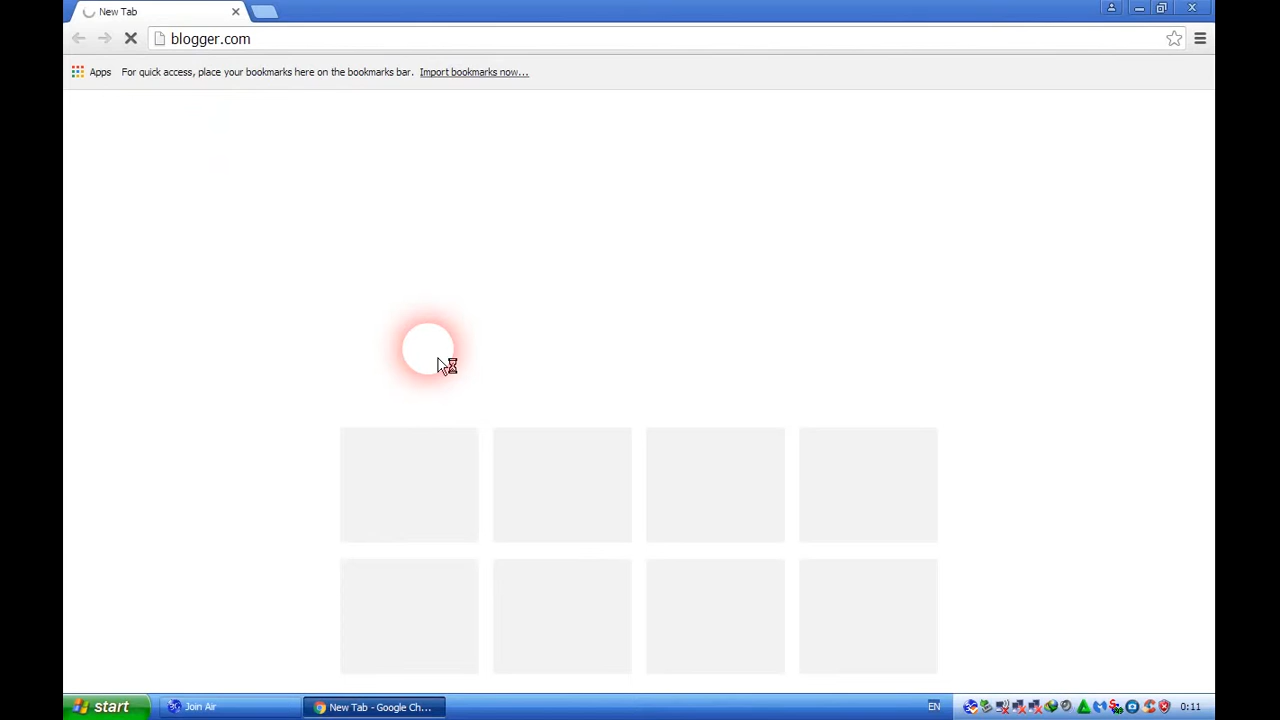 New Tab
blogger.com
Apps For quick access, place your bookmarks here on the bookmarks bar. Import bookmarks now...
start Join Air New Tab - Google Ch... EN 0:11